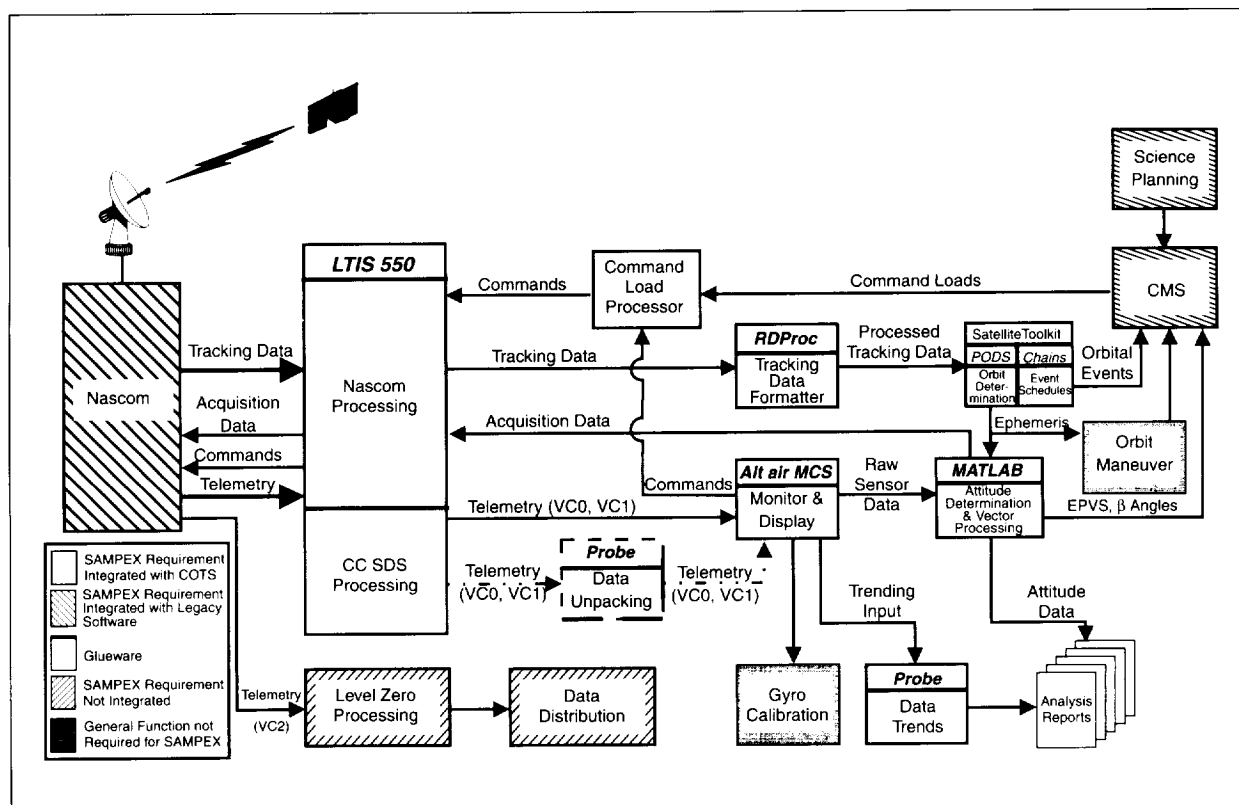 Science
Planning
LTIS 550
Command
Load
Processor
Commands
Command Loads
CMS
Tracking Data
Nascom
Acquisition
Data
Commands
Telemetry
Nascom
Processing
Tracking Data
RDProc
Tracking
Data
Formatter
Processed
Tracking Data
SatelliteToolkit
PODS
Chains
Orbit
Deter-
mination
Event
Schedules
Orbital
Events
Acquisition Data
Ephemeris
Orbit
Maneuver
Commands
Alt air MCS
Monitor &
Display
Raw
Sensor
Data
MATLAB
Attitude
Determination
& Vector
Processing
EPVS, β Angles
Telemetry (VC0, VC1)
CC SDS
Processing
Telemetry
(VC0, VC1)
Probe
Data
Unpacking
Telemetry
(VC0, VC1)
Trending
Input
Attitude
Data
SAMPEX Requirement
Integrated with COTS
SAMPEX Requirement
Integrated with Legacy
Software
Glueware
SAMPEX Requirement
Not Integrated
General Function not
Required for SAMPEX
Telemetry
(VC2)
Level Zero
Processing
Data
Distribution
Gyro
Calibration
Probe
Data
Trends
Analysis
Reports